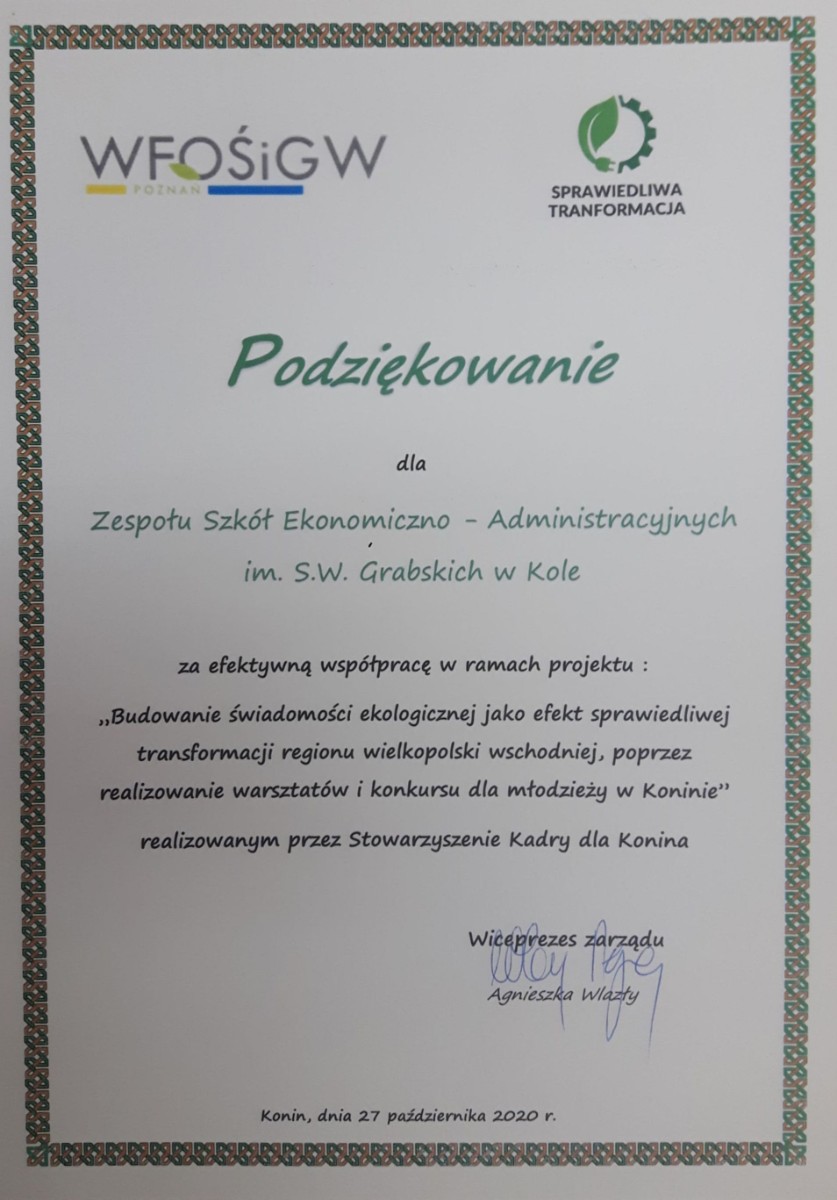 WFOŚiGW
POZNAŃ
SPRAWIEDLIWA
TRANFORMACJA
Podziękowanie
dla
Zespołu Szkół Ekonomiczno - Administracyjnych
im. S.W. Grabskich w Kole
za efektywną współpracę w ramach projektu :
„Budowanie świadomości ekologicznej jako efekt sprawiedliwej
transformacji regionu wielkopolski wschodniej, poprzez
realizowanie warsztatów i konkursu dla młodzieży w Koninie”
realizowanym przez Stowarzyszenie Kadry dla Konina
Wiceprezes zarządu
Agnieszka Wlazły
Konin, dnia 27 października 2020 r.